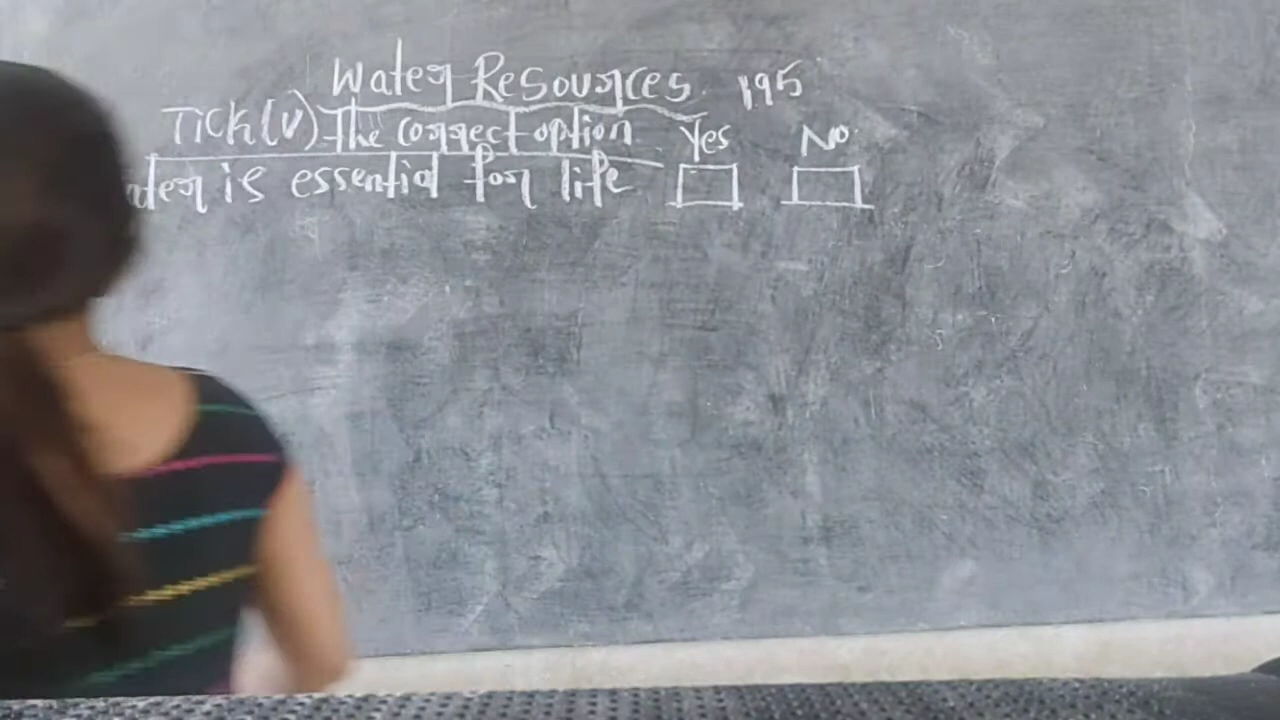 Water Resources. 195
Tick(√) The correct option Yes No.
ater is essential for life